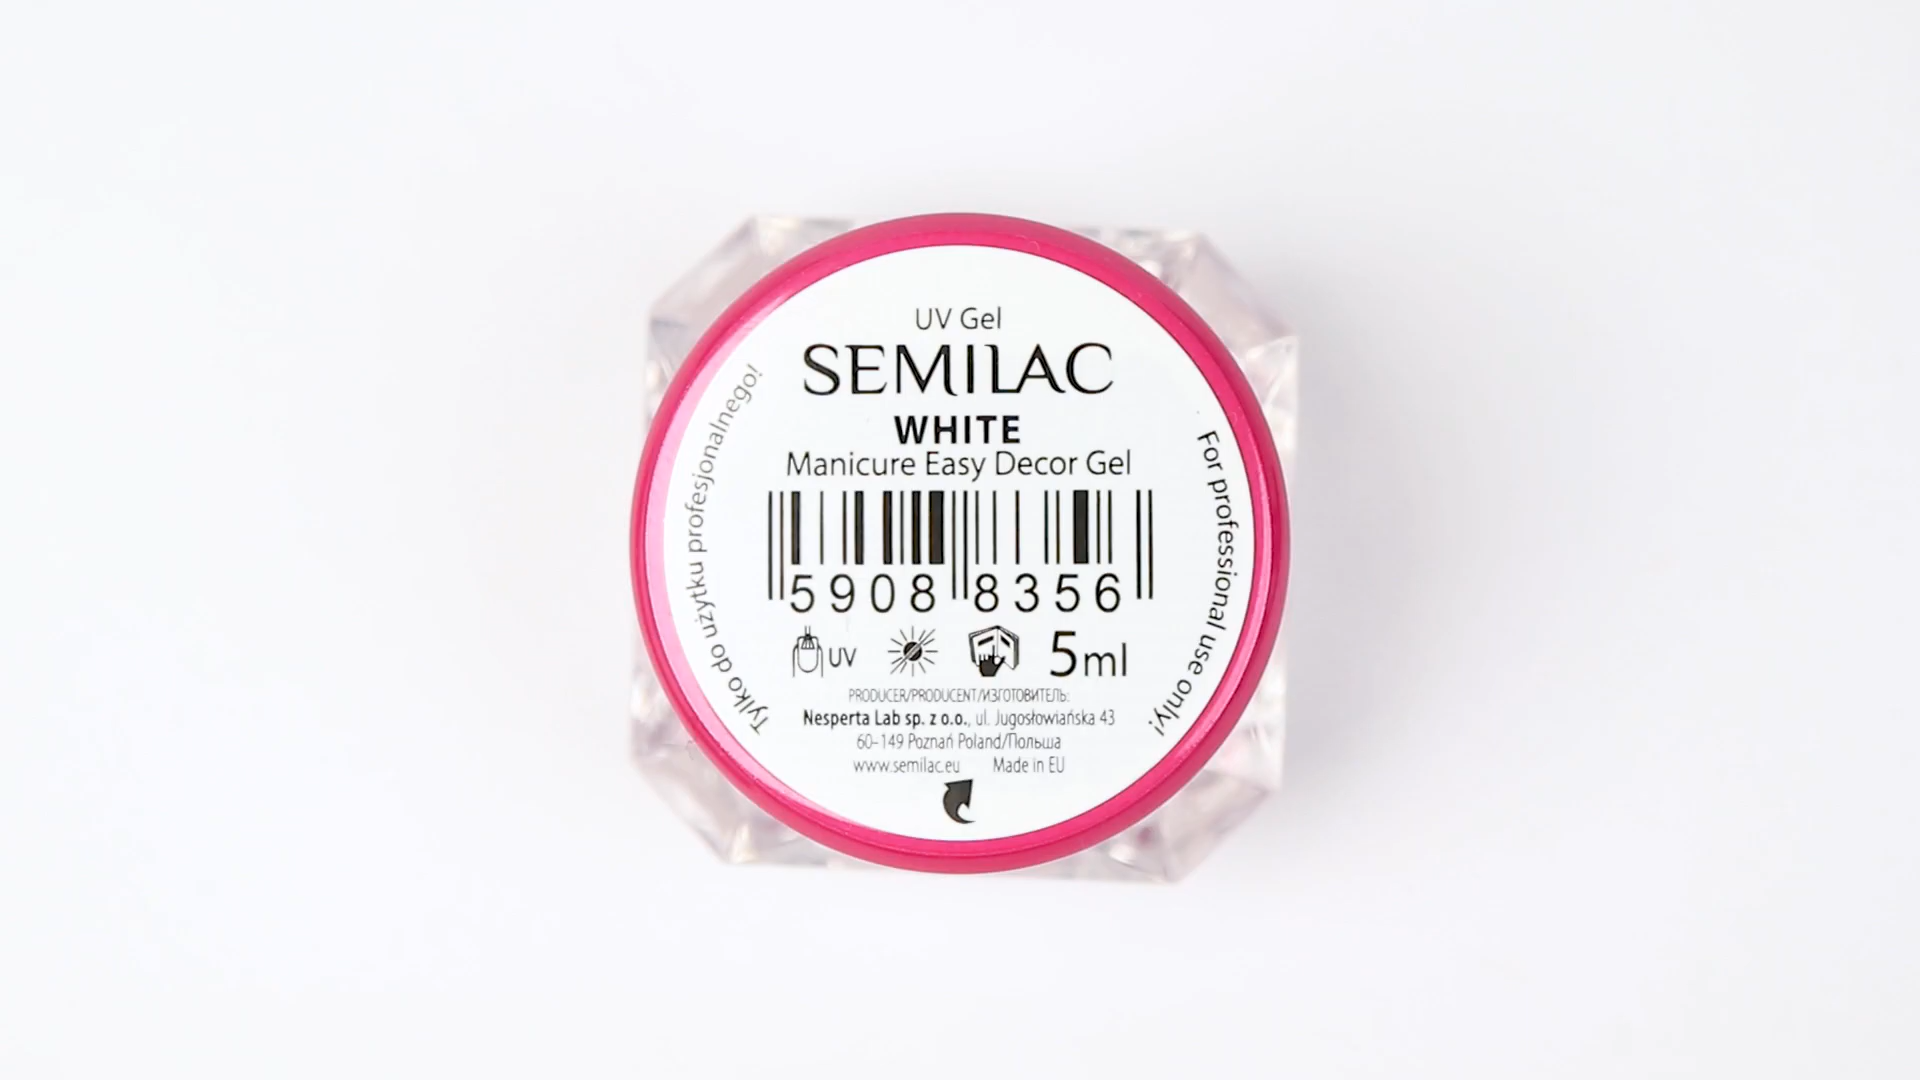 UV Gel
SEMILAC
WHITE
Manicure Easy Decor Gel
5908 8356
UV
5ml
PRODUCER/PRODUCENT/ИЗГОТОВИТЕЛЬ:
Nesperta Lab sp. z o.o., ul. Jugosłowiańska 43
60-149 Poznań Poland/Польша
www.semilac.eu Made in EU
Tylko do użytku profesjonalnego!
For professional use only!